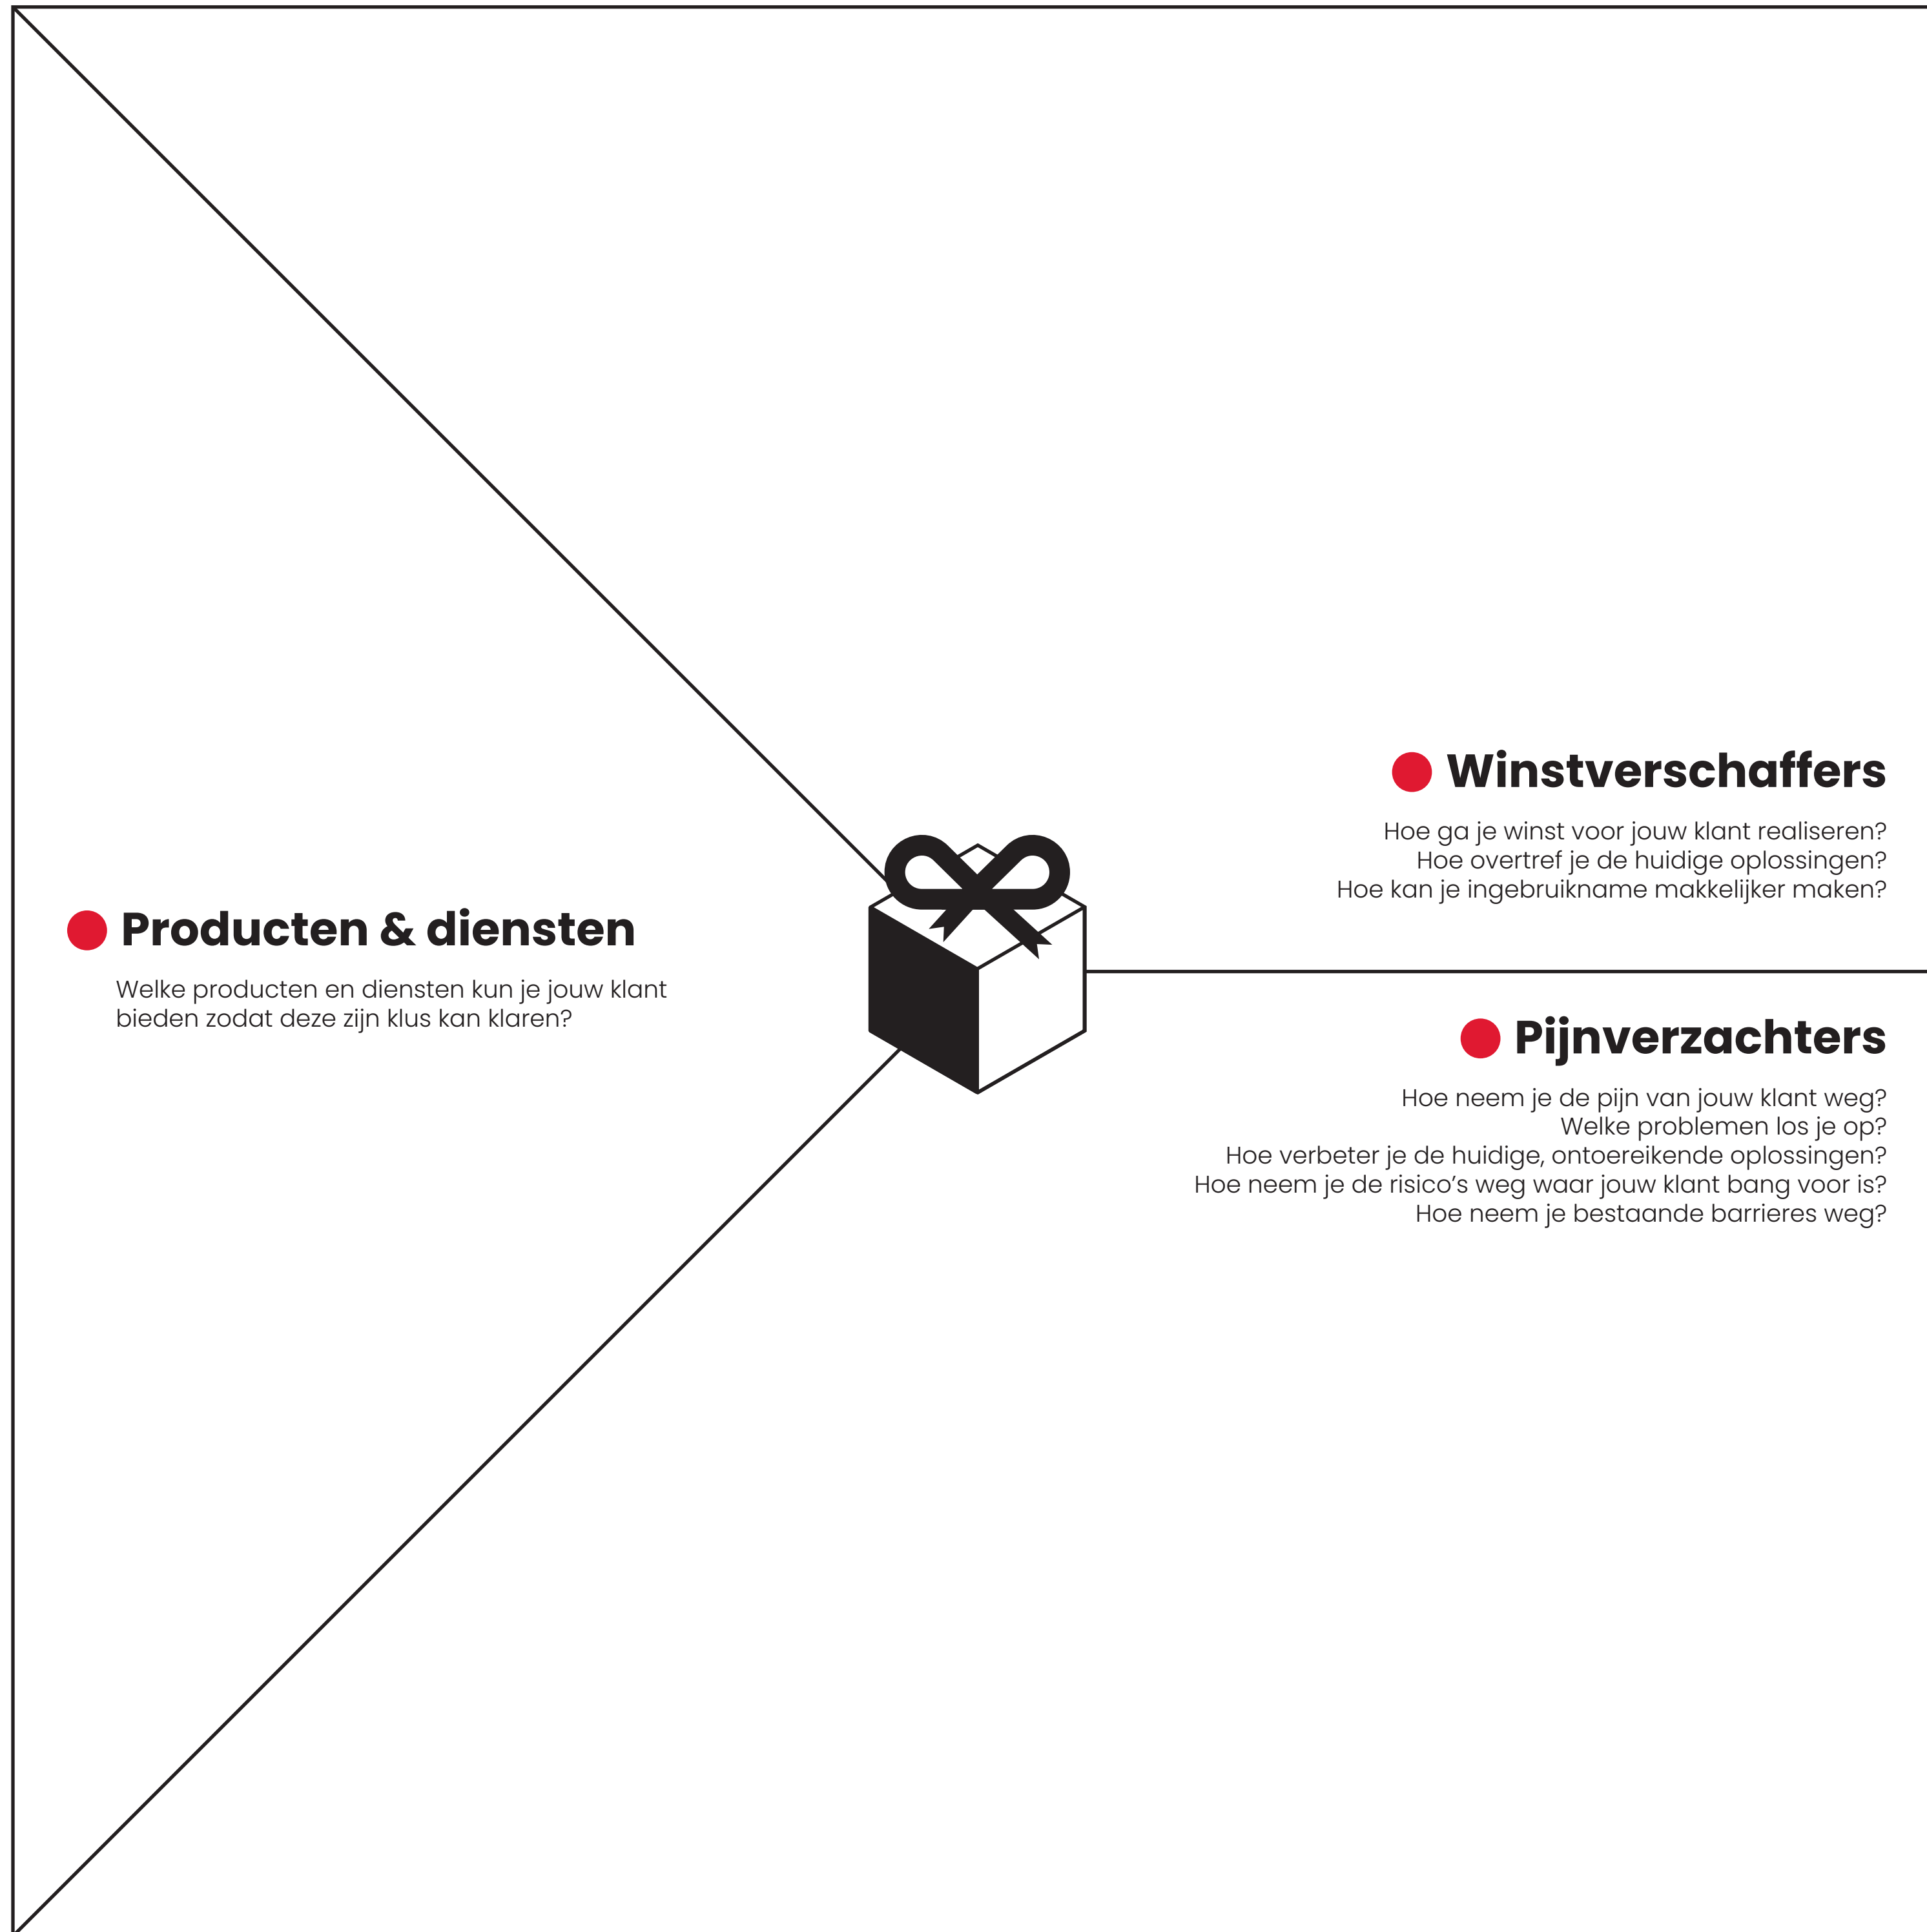 Producten & diensten
Welke producten en diensten kun je jouw klant
bieden zodat deze zijn klus kan klaren?
Winstverschaffers
Hoe ga je winst voor jouw klant realiseren?
Hoe overtref je de huidige oplossingen?
Hoe kan je ingebruikname makkelijker maken?
Pijnverzachters
Hoe neem je de pijn van jouw klant weg?
Welke problemen los je op?
Hoe verbeter je de huidige, ontoereikende oplossingen?
Hoe neem je de risico’s weg waar jouw klant bang voor is?
Hoe neem je bestaande barrieres weg?